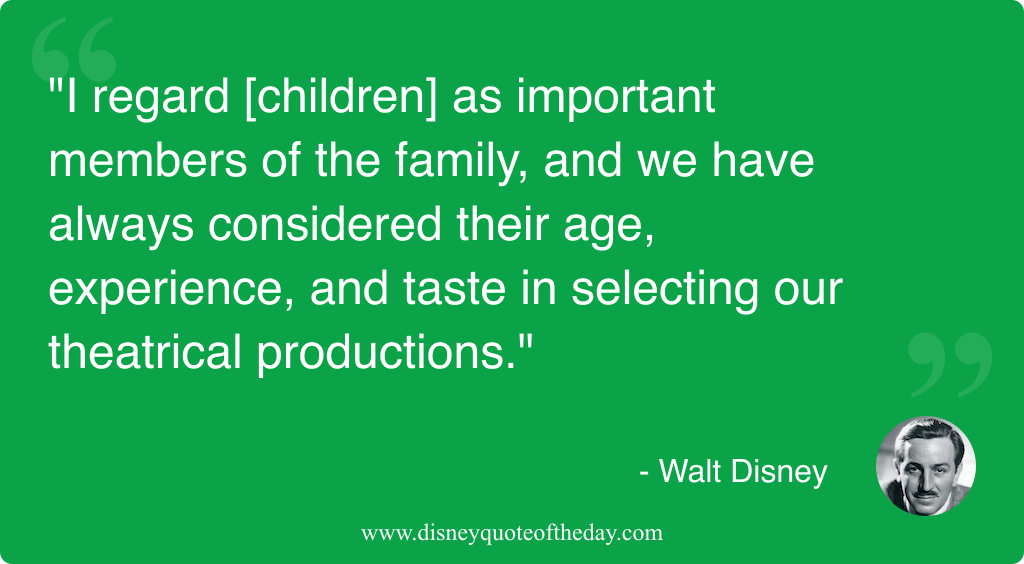 "I regard [children] as important
members of the family, and we have
always considered their age,
experience, and taste in selecting our
theatrical productions."
- Walt Disney
www.disneyquoteoftheday.com